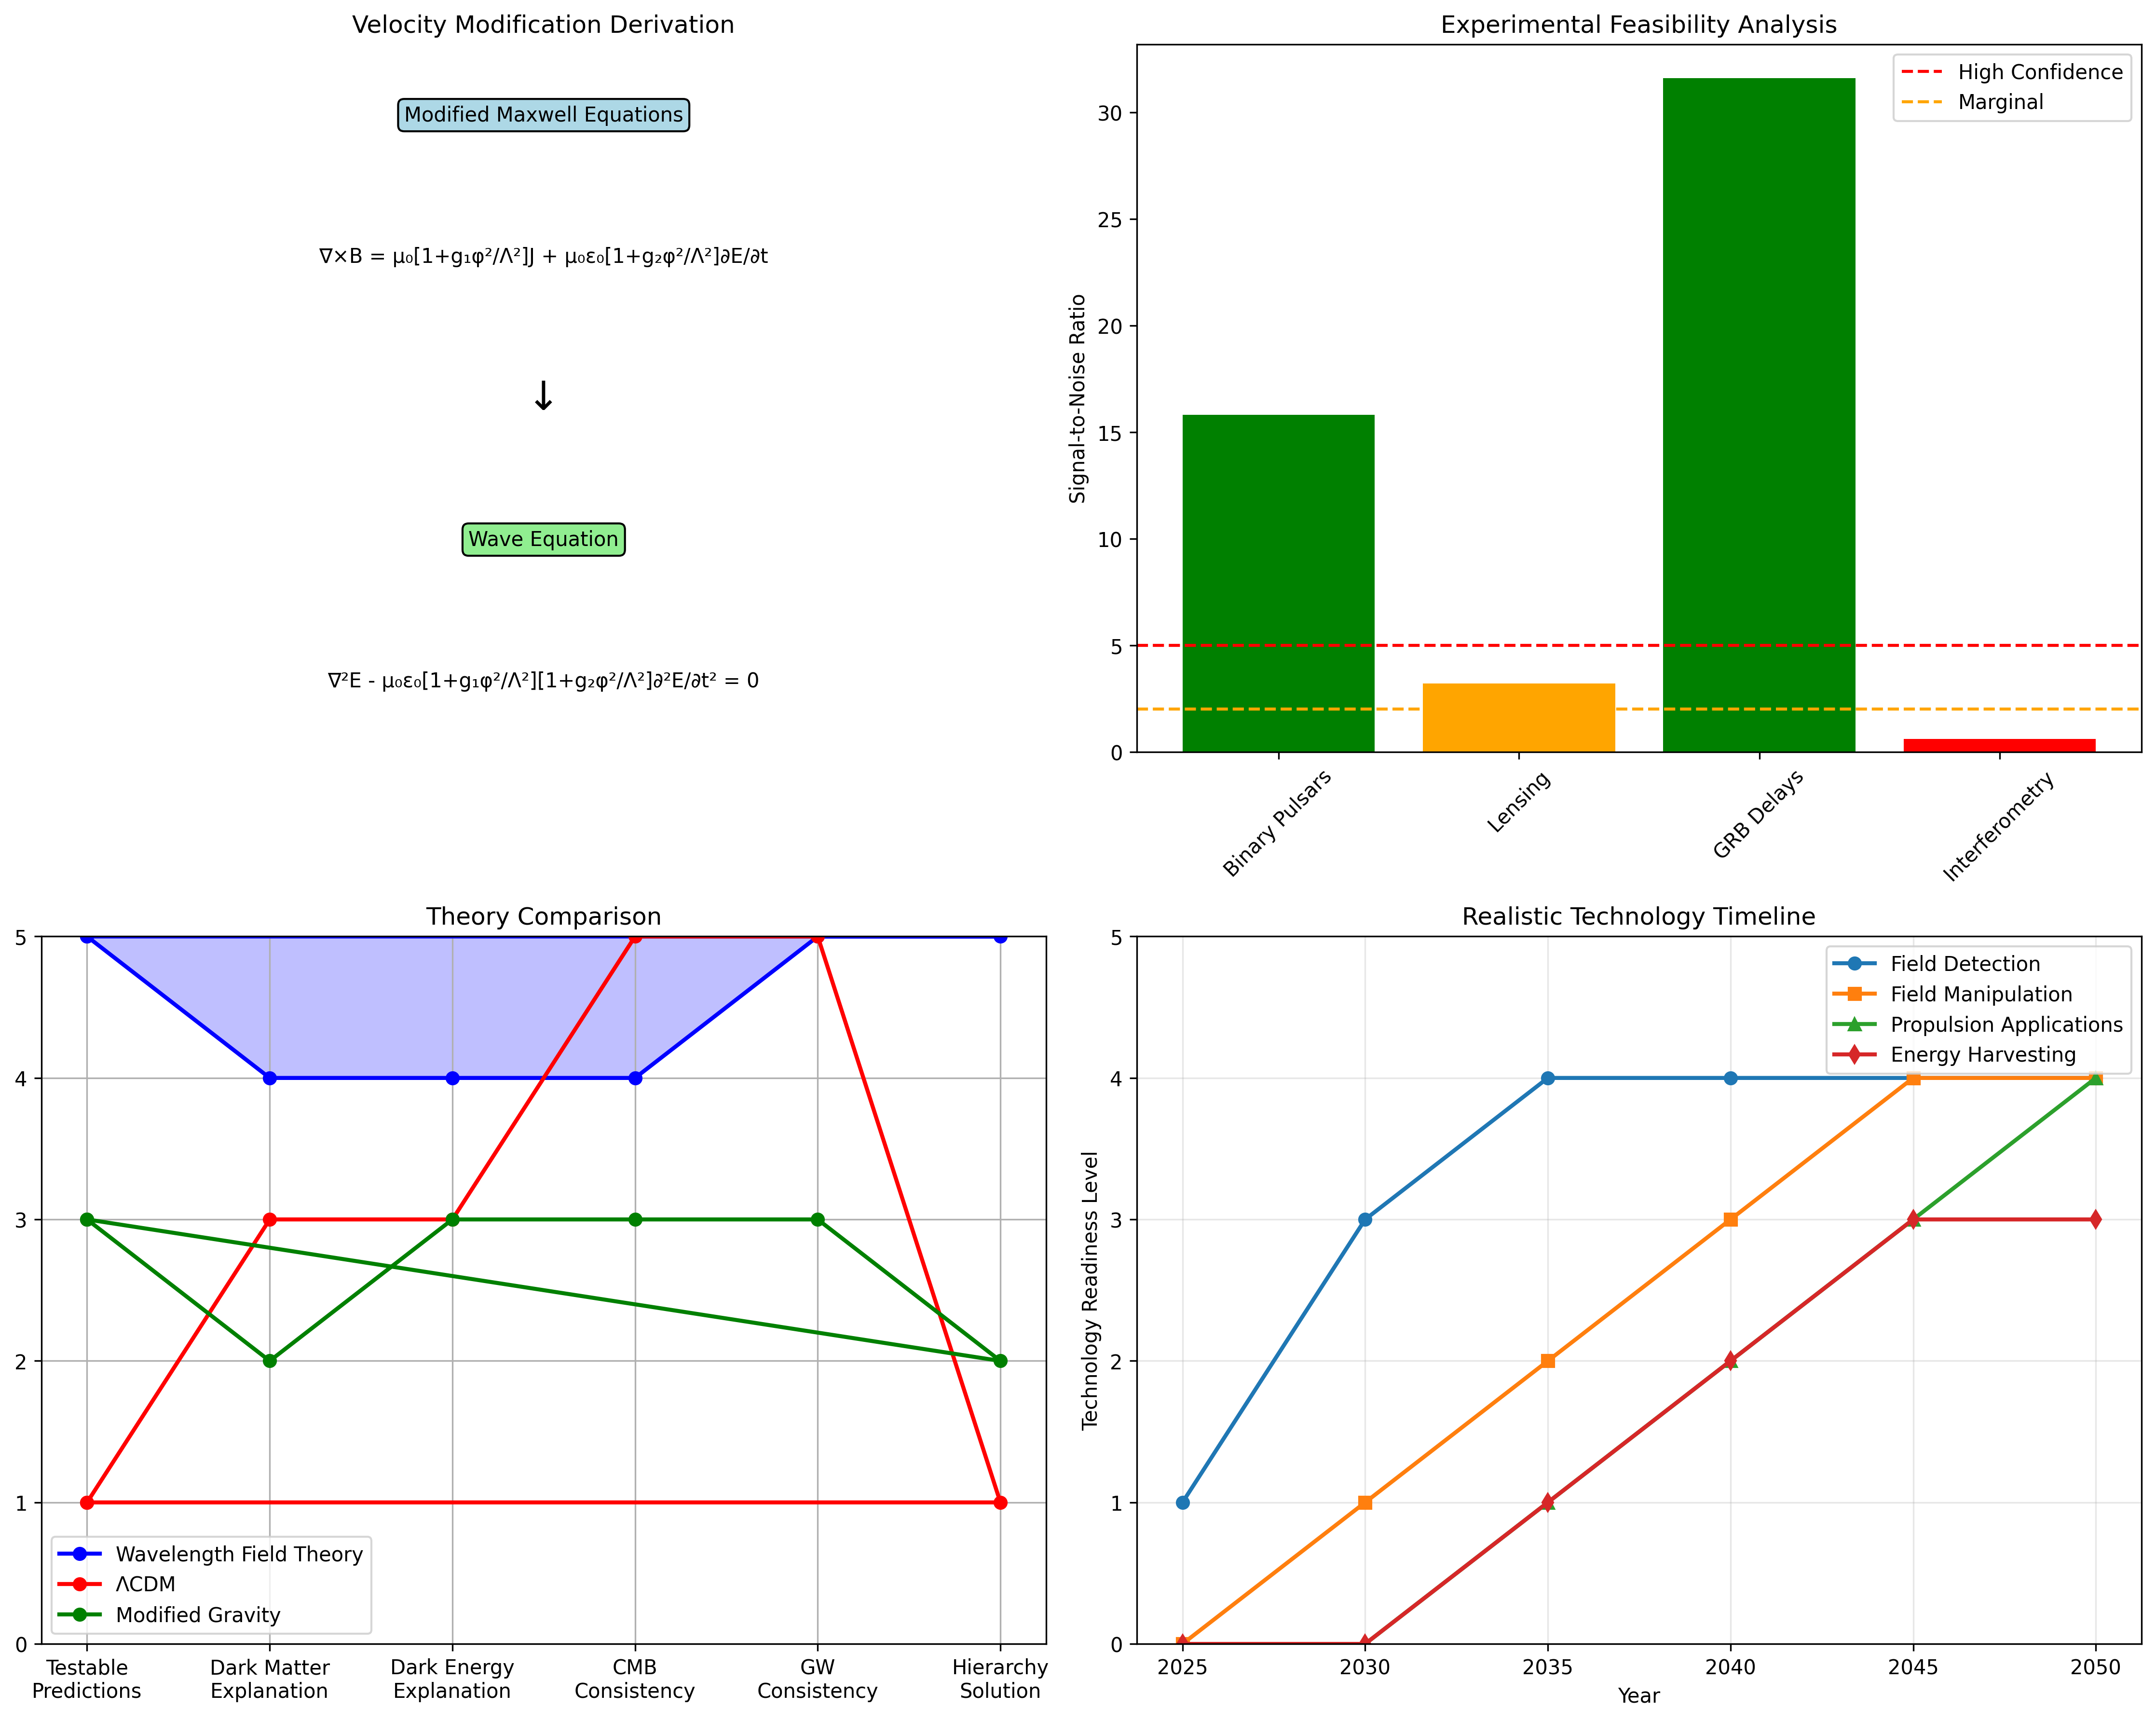 Velocity Modification Derivation
Modified Maxwell Equations
∇×B = μ₀[1+g₁φ²/Λ²]J + μ₀ε₀[1+g₂φ²/Λ²]∂E/∂t
↓
Wave Equation
∇²E - μ₀ε₀[1+g₁φ²/Λ²][1+g₂φ²/Λ²]∂²E/∂t² = 0
Experimental Feasibility Analysis
High Confidence
Marginal
Signal-to-Noise Ratio
30
25
20
15
10
5
0
Binary Pulsars
Lensing
GRB Delays
Interferometry
Theory Comparison
5
4
3
2
1
0
Wavelength Field Theory
ΛCDM
Modified Gravity
Testable
Predictions
Dark Matter
Explanation
Dark Energy
Explanation
CMB
Consistency
GW
Consistency
Hierarchy
Solution
Realistic Technology Timeline
Field Detection
Field Manipulation
Propulsion Applications
Energy Harvesting
Technology Readiness Level
5
4
3
2
1
0
2025
2030
2035
2040
2045
2050
Year